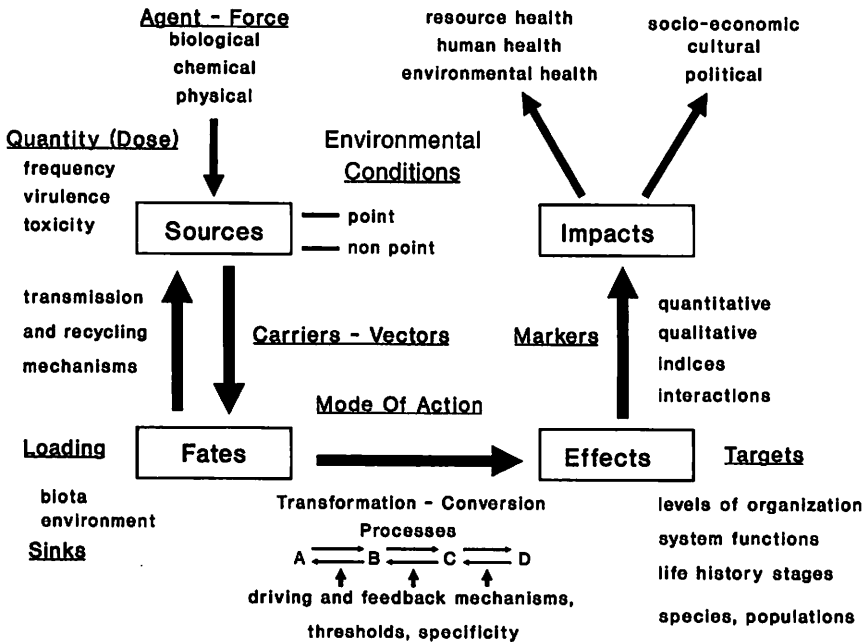 Agent - Force
biological
chemical
physical
resource health
human health
environmental health
socio-economic
cultural
political
Quantity (Dose)
frequency
virulence
toxicity
Environmental
Conditions
Sources
point
non point
Impacts
transmission
and recycling
mechanisms
Carriers - Vectors
Markers
quantitative
qualitative
indices
interactions
Mode Of Action
Loading
Fates
Effects
Targets
biota
environment
Sinks
Transformation - Conversion
Processes
A B C D
driving and feedback mechanisms,
thresholds, specificity
levels of organization
system functions
life history stages
species, populations